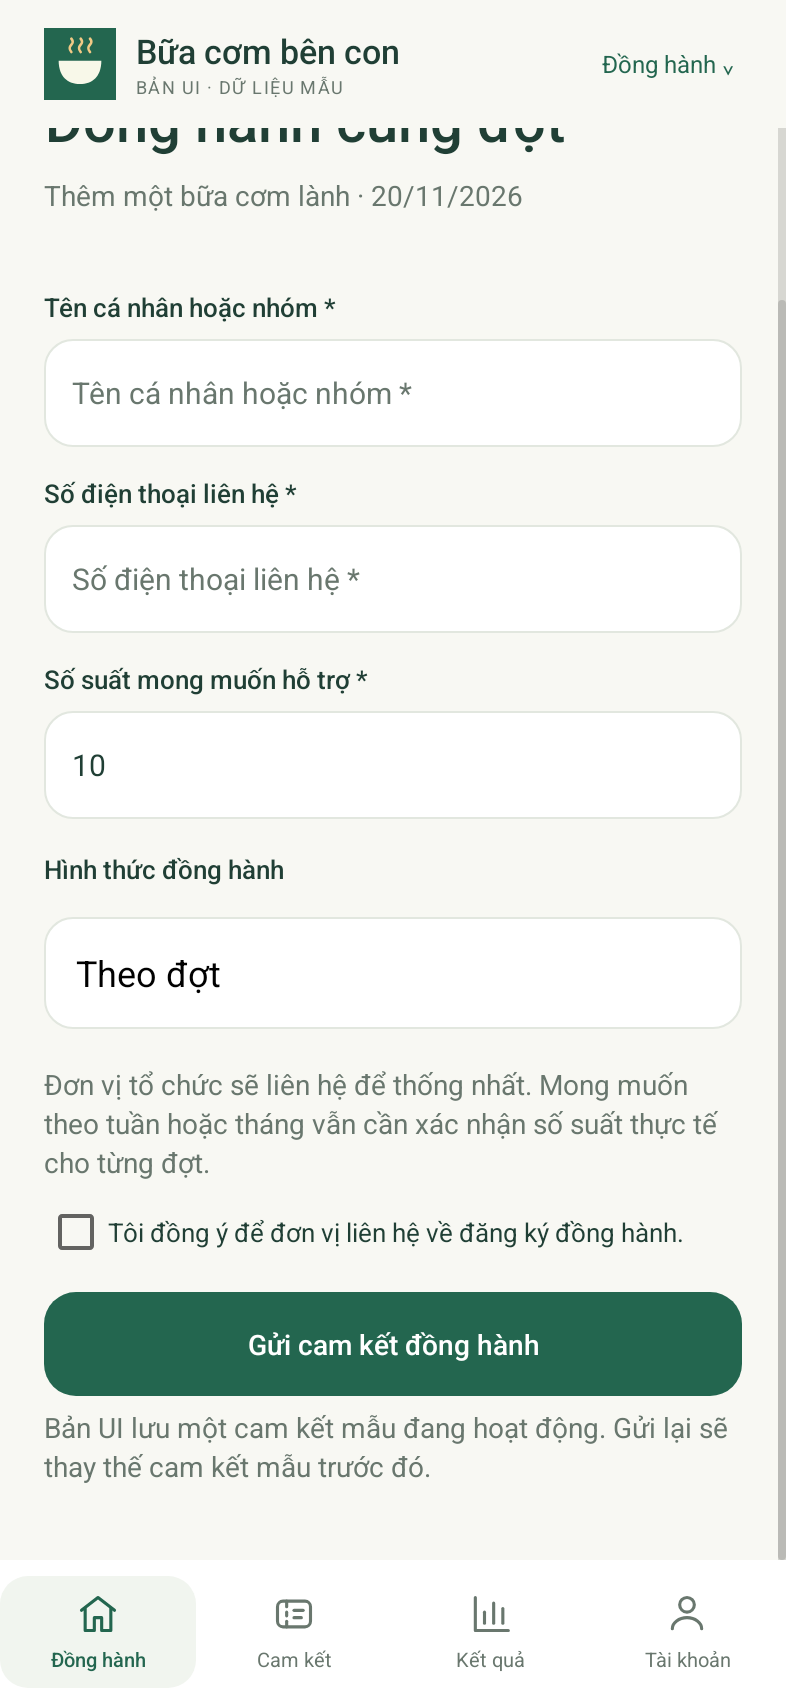 Bữa cơm bên con
BẢN UI · DỮ LIỆU MẪU
Đồng hành
Đồng hành cùng đợt
Thêm một bữa cơm lành · 20/11/2026
Tên cá nhân hoặc nhóm *
Tên cá nhân hoặc nhóm *
Số điện thoại liên hệ *
Số điện thoại liên hệ *
Số suất mong muốn hỗ trợ *
10
Hình thức đồng hành
Theo đợt
Đơn vị tổ chức sẽ liên hệ để thống nhất. Mong muốn
theo tuần hoặc tháng vẫn cần xác nhận số suất thực tế
cho từng đợt.
Tôi đồng ý để đơn vị liên hệ về đăng ký đồng hành.
Gửi cam kết đồng hành
Bản UI lưu một cam kết mẫu đang hoạt động. Gửi lại sẽ
thay thế cam kết mẫu trước đó.
Đồng hành
Cam kết
Kết quả
Tài khoản